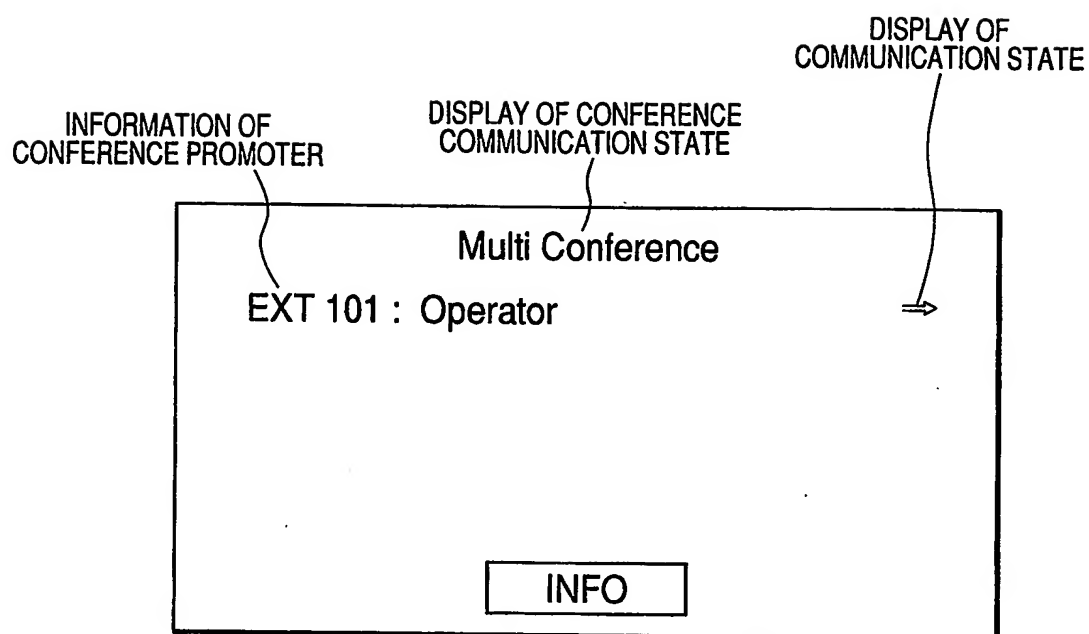 DISPLAY OF
COMMUNICATION STATE
DISPLAY OF CONFERENCE
COMMUNICATION STATE
INFORMATION OF
CONFERENCE PROMOTER
Multi Conference
EXT 101 : Operator ⇒
INFO